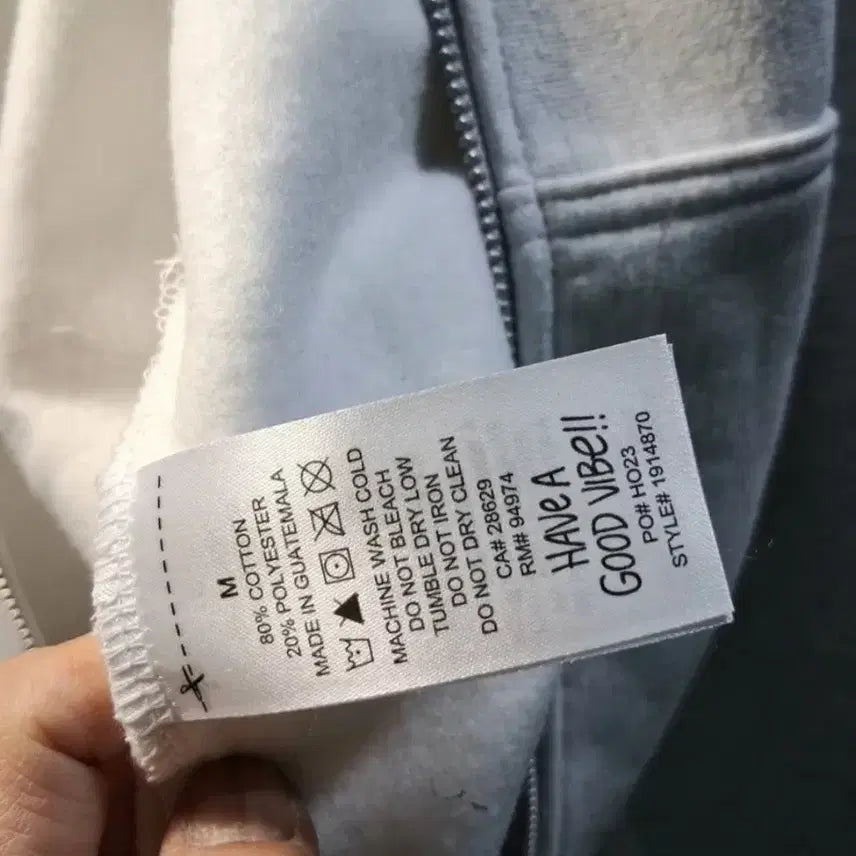 M
80% COTTON
20% POLYESTER
MADE IN GUATEMALA
MACHINE WASH COLD
DO NOT BLEACH
TUMBLE DRY LOW
DO NOT IRON
DO NOT DRY CLEAN
CA# 28629
RM# 94974
HAVE A
GOOD VIBE!!
PO# HO23
STYLE# 1914870